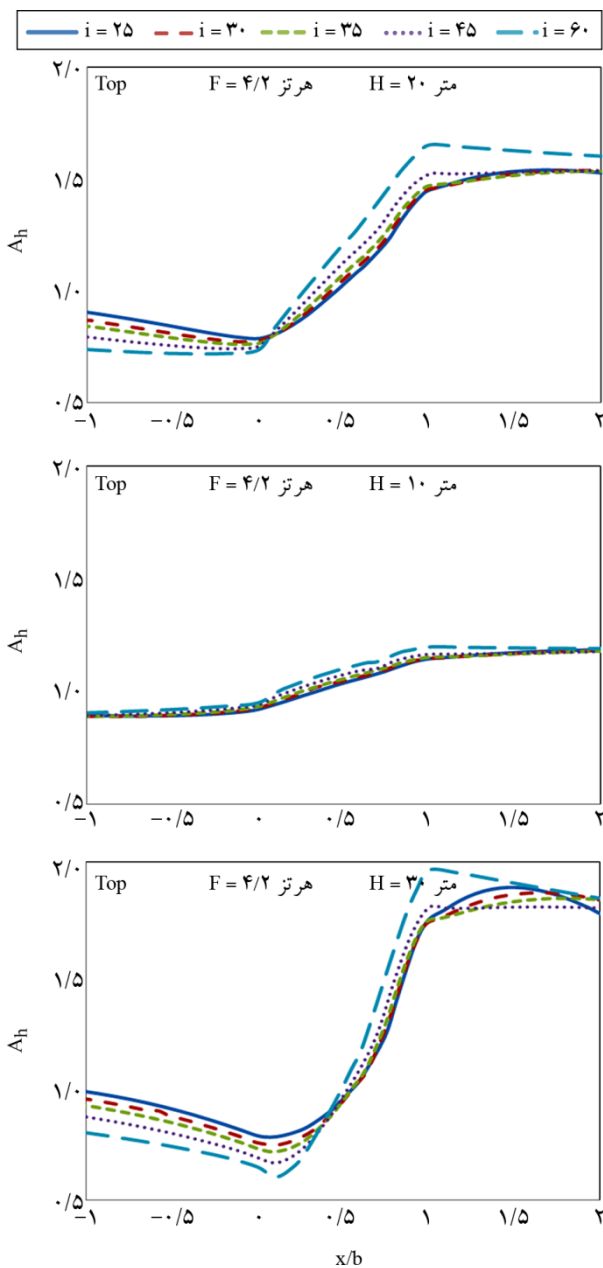 i = ۲۵ i = ۳۰ i = ۳۵ i = ۴۵ i = ۶۰
۲/۰
Top F = ۴/۲ هرتز H = ۲۰ متر
۱/۵
Ah
۱/۰
۰/۵
−۱ −۰/۵ ۰ ۰/۵ ۱ ۱/۵ ۲
۲/۰
Top F = ۴/۲ هرتز H = ۱۰ متر
۱/۵
Ah
۱/۰
۰/۵
−۱ −۰/۵ ۰ ۰/۵ ۱ ۱/۵ ۲
۲/۰
Top F = ۴/۲ هرتز H = ۳۰ متر
۱/۵
Ah
۱/۰
۰/۵
−۱ −۰/۵ ۰ ۰/۵ ۱ ۱/۵ ۲
x/b